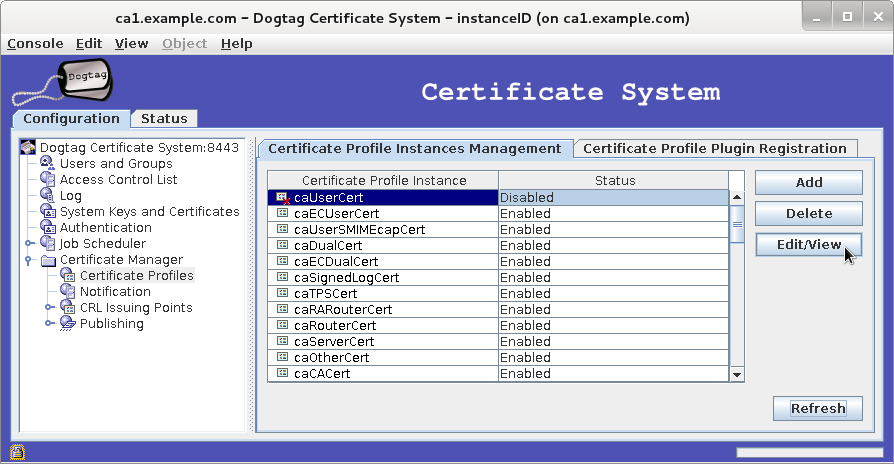 ca1.example.com - Dogtag Certificate System - instanceID (on ca1.example.com)
Console Edit View Object Help
Dogtag
Certificate System
Configuration Status
Dogtag Certificate System:8443
Users and Groups
Access Control List
Log
System Keys and Certificates
Authentication
Job Scheduler
Certificate Manager
Certificate Profiles
Notification
CRL Issuing Points
Publishing
Certificate Profile Instances Management Certificate Profile Plugin Registration
Certificate Profile Instance Status
caUserCert Disabled
caECUserCert Enabled
caUserSMIMEcapCert Enabled
caDualCert Enabled
caECDualCert Enabled
caSignedLogCert Enabled
caTPSCert Enabled
caRARouterCert Enabled
caRouterCert Enabled
caServerCert Enabled
caOtherCert Enabled
caCACert Enabled
Add
Delete
Edit/View
Refresh